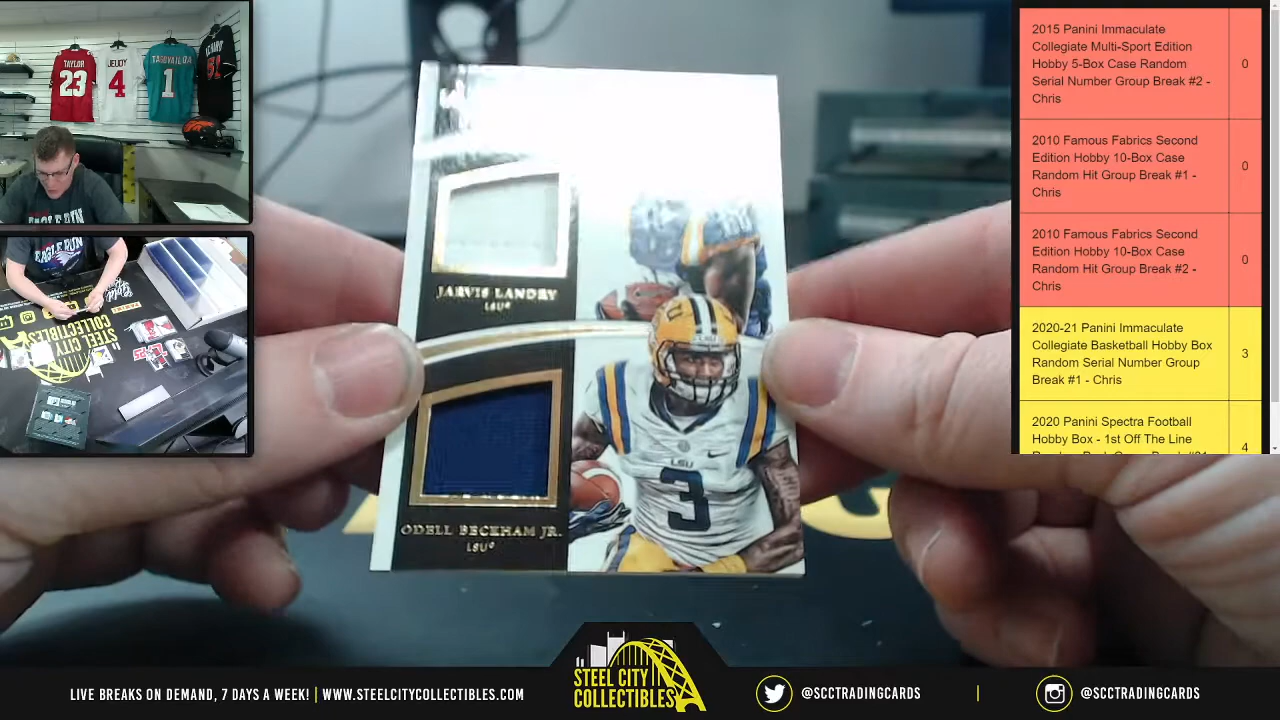 TAYLOR
23
JEUDY
4
TAGOVAILOA
1
51
EAGLE RUN
STEEL CITY
COLLECTIBLES
JARVIS LANDRY
LSU®
ODELL BECKHAM JR.
LSU®
LSU
3
2015 Panini Immaculate
Collegiate Multi-Sport Edition
Hobby 5-Box Case Random
Serial Number Group Break #2 -
Chris
0
2010 Famous Fabrics Second
Edition Hobby 10-Box Case
Random Hit Group Break #1 -
Chris
0
2010 Famous Fabrics Second
Edition Hobby 10-Box Case
Random Hit Group Break #2 -
Chris
0
2020-21 Panini Immaculate
Collegiate Basketball Hobby Box
Random Serial Number Group
Break #1 - Chris
3
2020 Panini Spectra Football
Hobby Box - 1st Off The Line
4
LIVE BREAKS ON DEMAND, 7 DAYS A WEEK! | WWW.STEELCITYCOLLECTIBLES.COM
STEEL CITY
COLLECTIBLES
@SCCTRADINGCARDS
@SCCTRADINGCARDS